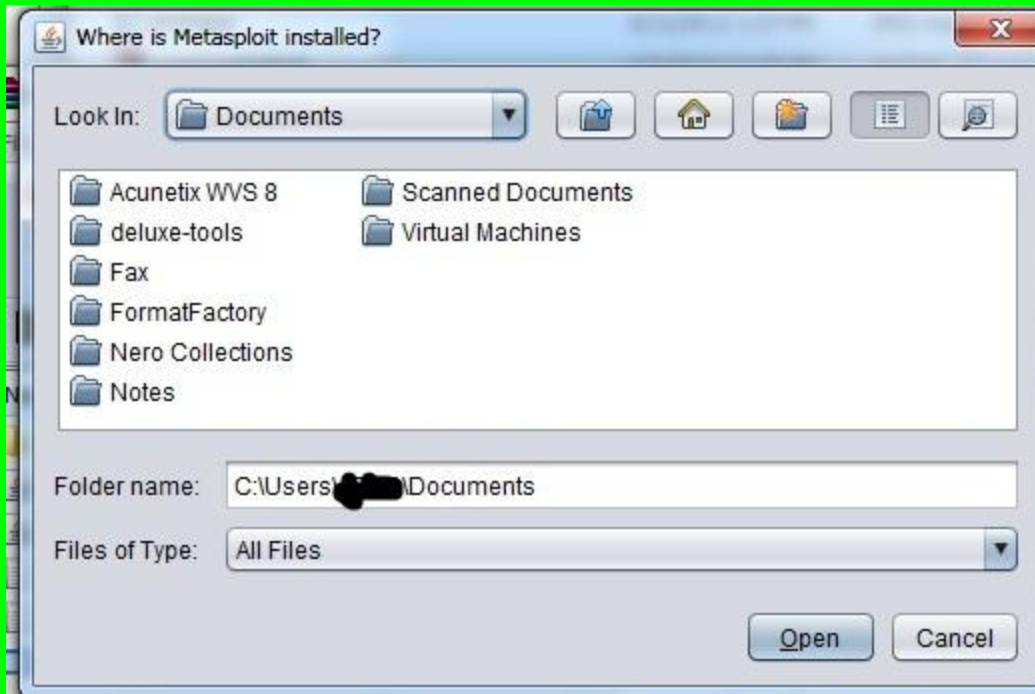 Where is Metasploit installed?
Look In: Documents
Acunetix WVS 8
deluxe-tools
Fax
FormatFactory
Nero Collections
Notes
Scanned Documents
Virtual Machines
Folder name: C:\Users\ \Documents
Files of Type: All Files
Open Cancel